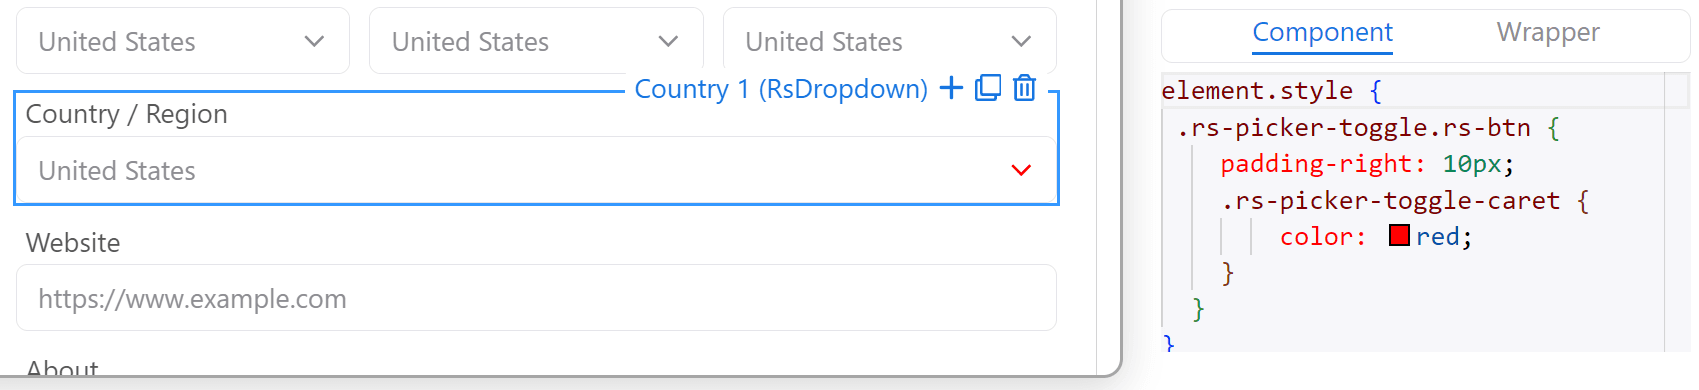 United States
United States
United States
Country 1 (RsDropdown)
Country / Region
United States
Website
https://www.example.com
About
Component
Wrapper
element.style {
.rs-picker-toggle.rs-btn {
padding-right: 10px;
.rs-picker-toggle-caret {
color: red;
}
}
}